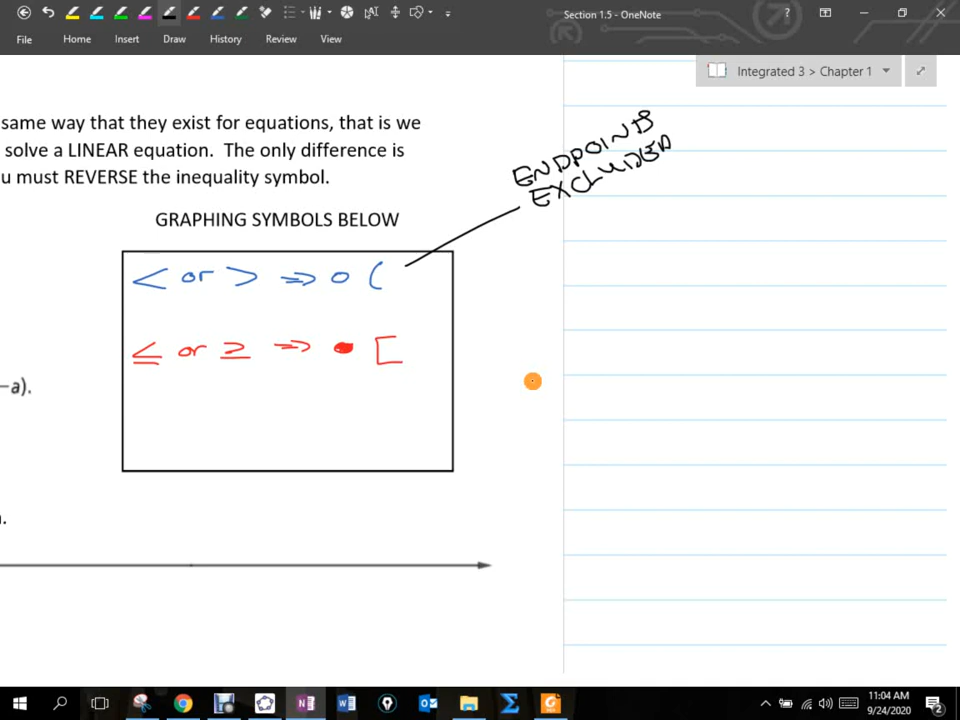 Section 1.5 - OneNote
?
File
Home
Insert
Draw
History
Review
View
Integrated 3 > Chapter 1
same way that they exist for equations, that is we
solve a LINEAR equation. The only difference is
u must REVERSE the inequality symbol.
ENDPOINTS
EXCLUDED
GRAPHING SYMBOLS BELOW
< or > ⇒ o (
≤ or ≥ ⇒ • [
–a).
.
11:04 AM
9/24/2020
2